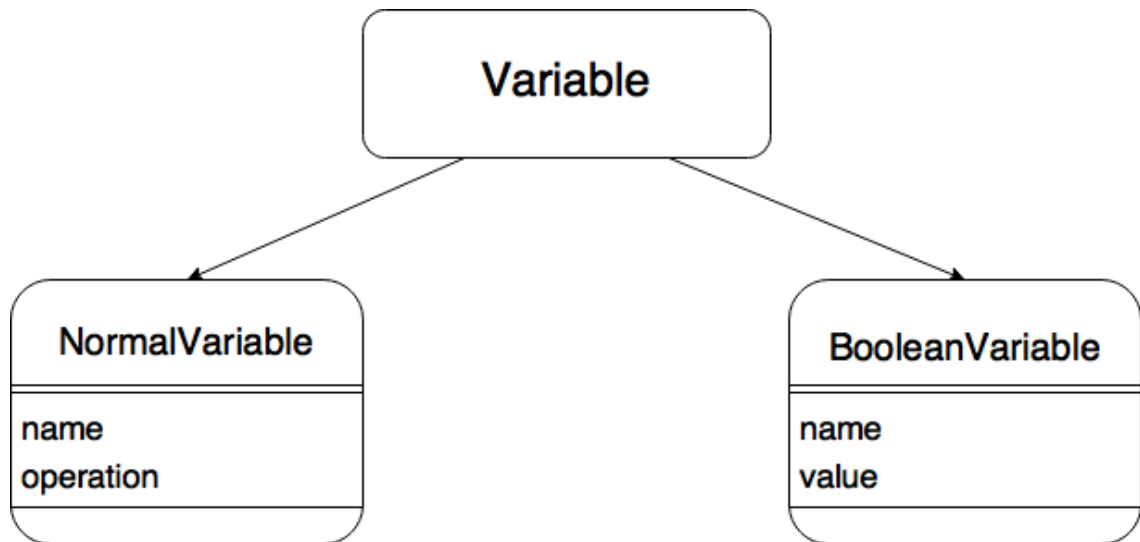 Variable
NormalVariable
name
operation
BooleanVariable
name
value